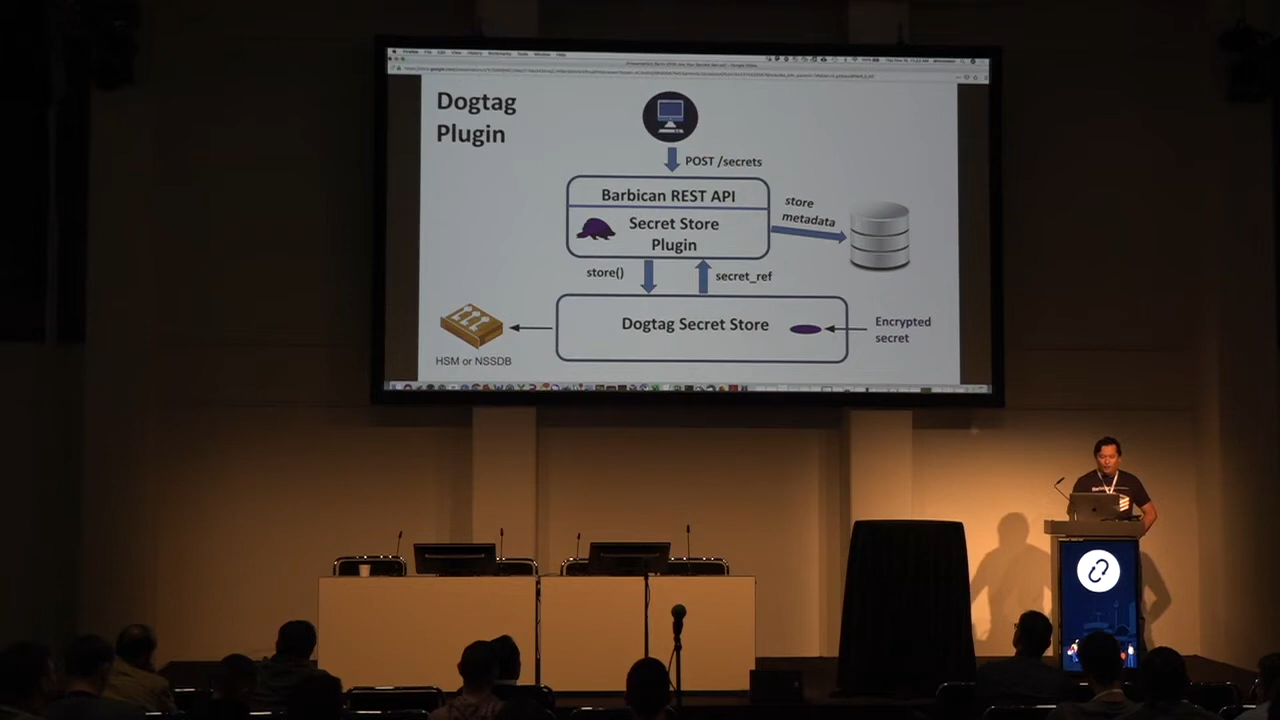 Dogtag
Plugin
POST /secrets
Barbican REST API
Secret Store
Plugin
store
metadata
store()
secret_ref
Dogtag Secret Store
Encrypted
secret
HSM or NSSDB